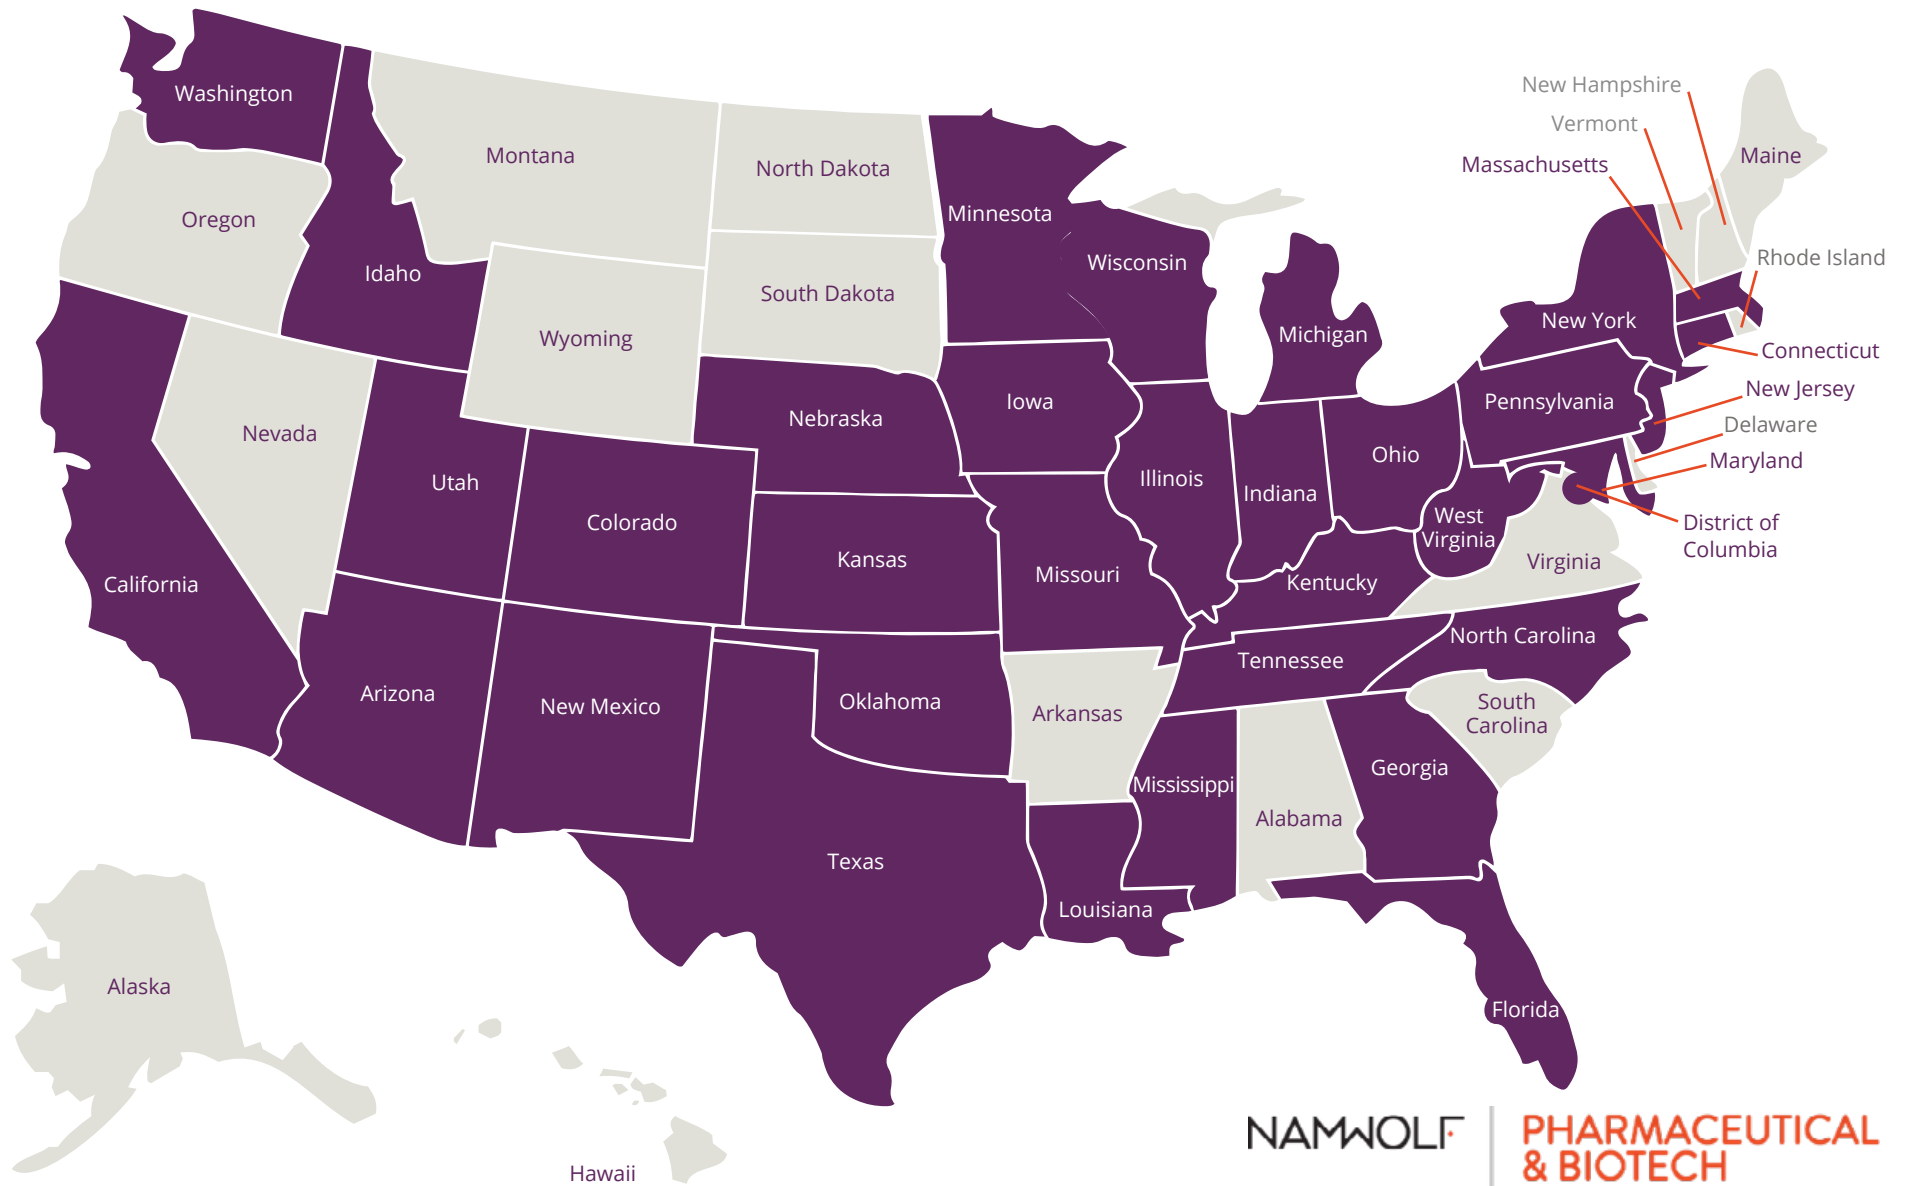 New Hampshire
Washington
Vermont
Montana
Maine
North Dakota
Massachusetts
Minnesota
Oregon
Rhode Island
Wisconsin
Idaho
South Dakota
New York
Michigan
Wyoming
Connecticut
New Jersey
Iowa
Pennsylvania
Nebraska
Delaware
Nevada
Ohio
Maryland
Illinois
Utah
Indiana
West
Virginia
Colorado
District of
Columbia
Kansas
Virginia
Missouri
California
Kentucky
North Carolina
Tennessee
Arizona
Oklahoma
South
Carolina
New Mexico
Arkansas
Georgia
Mississippi
Alabama
Texas
Louisiana
Alaska
Florida
NAMWOLF
PHARMACEUTICAL
& BIOTECH
Hawaii